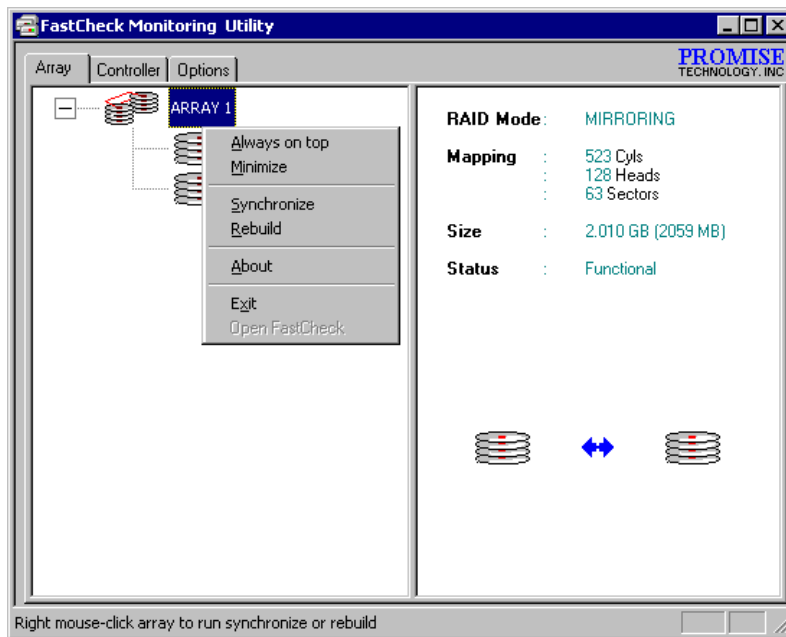 FastCheck Monitoring Utility
PROMISE
TECHNOLOGY, INC
Array Controller Options
ARRAY 1
Always on top
Minimize
Synchronize
Rebuild
About
Exit
Open FastCheck
RAID Mode : MIRRORING
Mapping : 523 Cyls
: 128 Heads
: 63 Sectors
Size : 2.010 GB (2059 MB)
Status : Functional
Right mouse-click array to run synchronize or rebuild